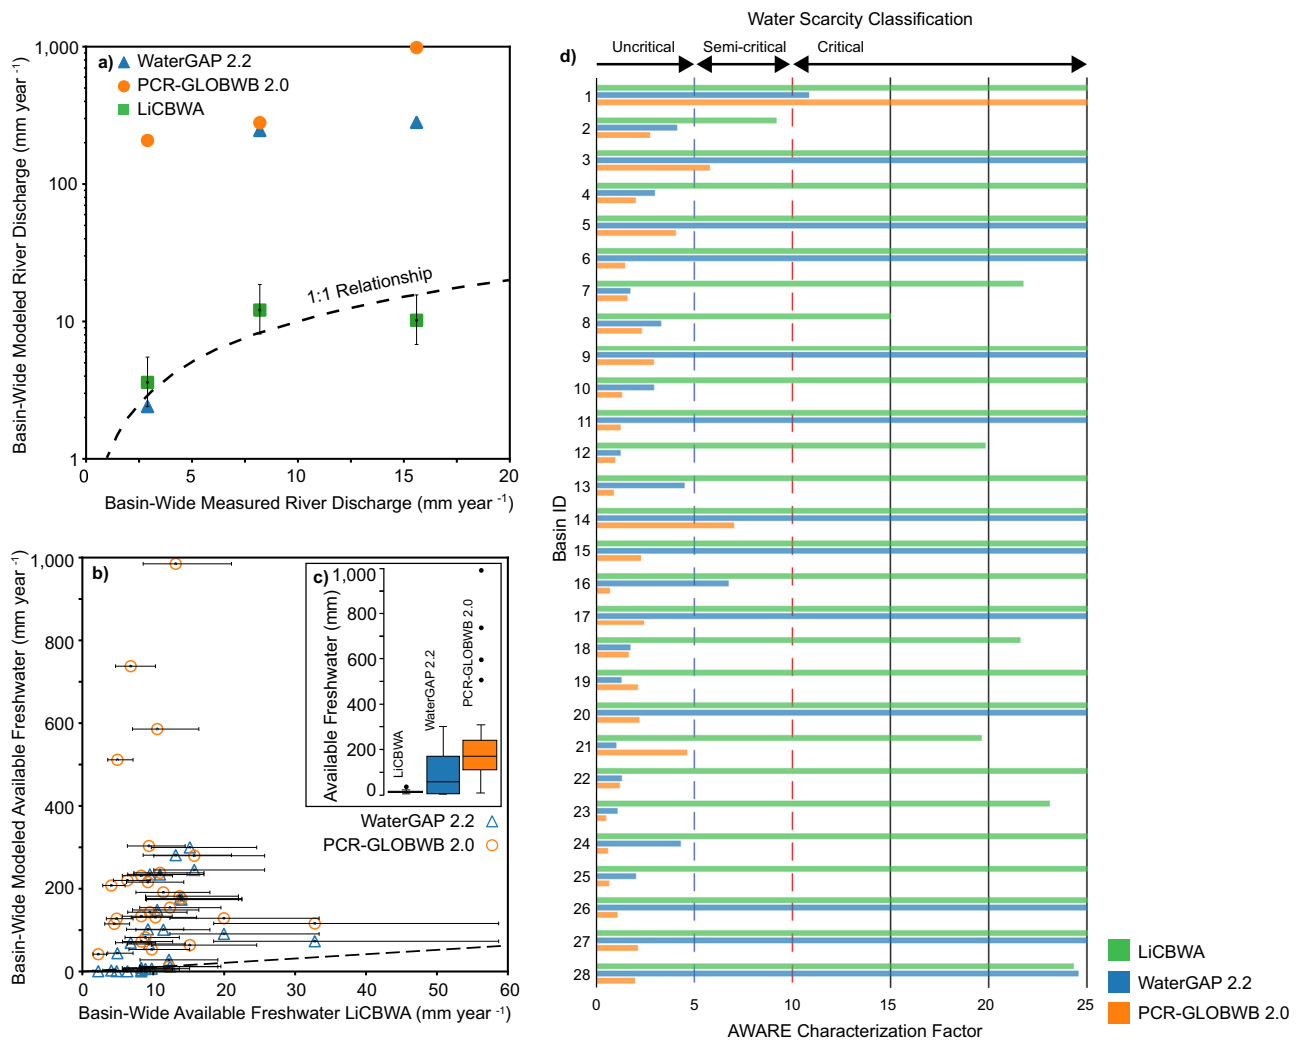 a)
1,000
100
10
1
WaterGAP 2.2
PCR-GLOBWB 2.0
LiCBWA
1:1 Relationship
0
5
10
15
20
Basin-Wide Modeled River Discharge (mm year -1)
Basin-Wide Measured River Discharge (mm year -1)
b)
1,000
800
600
400
200
0
0
10
20
30
40
50
60
Basin-Wide Modeled Available Freshwater (mm year -1)
Basin-Wide Available Freshwater LiCBWA (mm year -1)
c)
1,000
800
600
400
200
0
Available Freshwater (mm)
LiCBWA
WaterGAP 2.2
PCR-GLOBWB 2.0
WaterGAP 2.2
PCR-GLOBWB 2.0
Water Scarcity Classification
d)
Uncritical
Semi-critical
Critical
Basin ID
1
2
3
4
5
6
7
8
9
10
11
12
13
14
15
16
17
18
19
20
21
22
23
24
25
26
27
28
0
5
10
15
20
25
AWARE Characterization Factor
LiCBWA
WaterGAP 2.2
PCR-GLOBWB 2.0